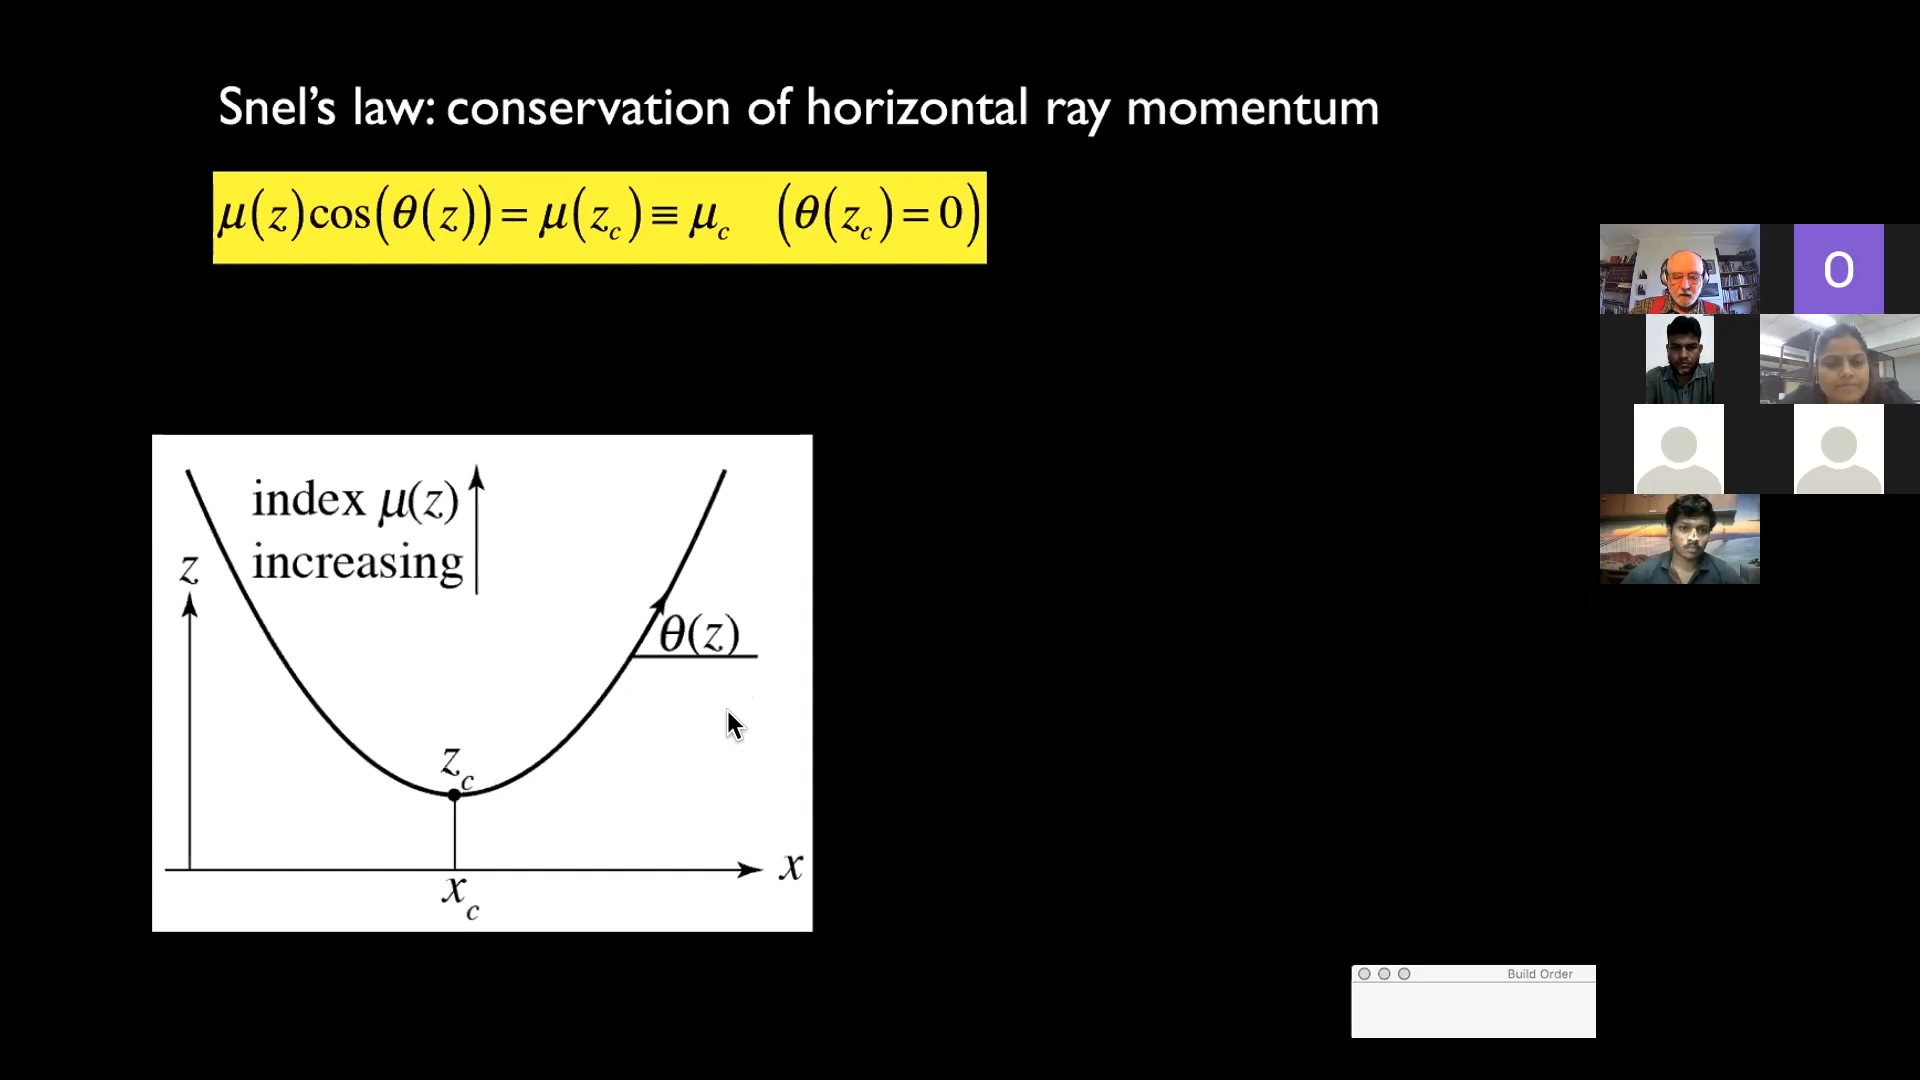 Snel’s law: conservation of horizontal ray momentum
μ(z)cos(θ(z)) = μ(z_c) ≡ μ_c (θ(z_c) = 0)
index μ(z)
increasing
z
θ(z)
z_c
x
x_c
O
Build Order